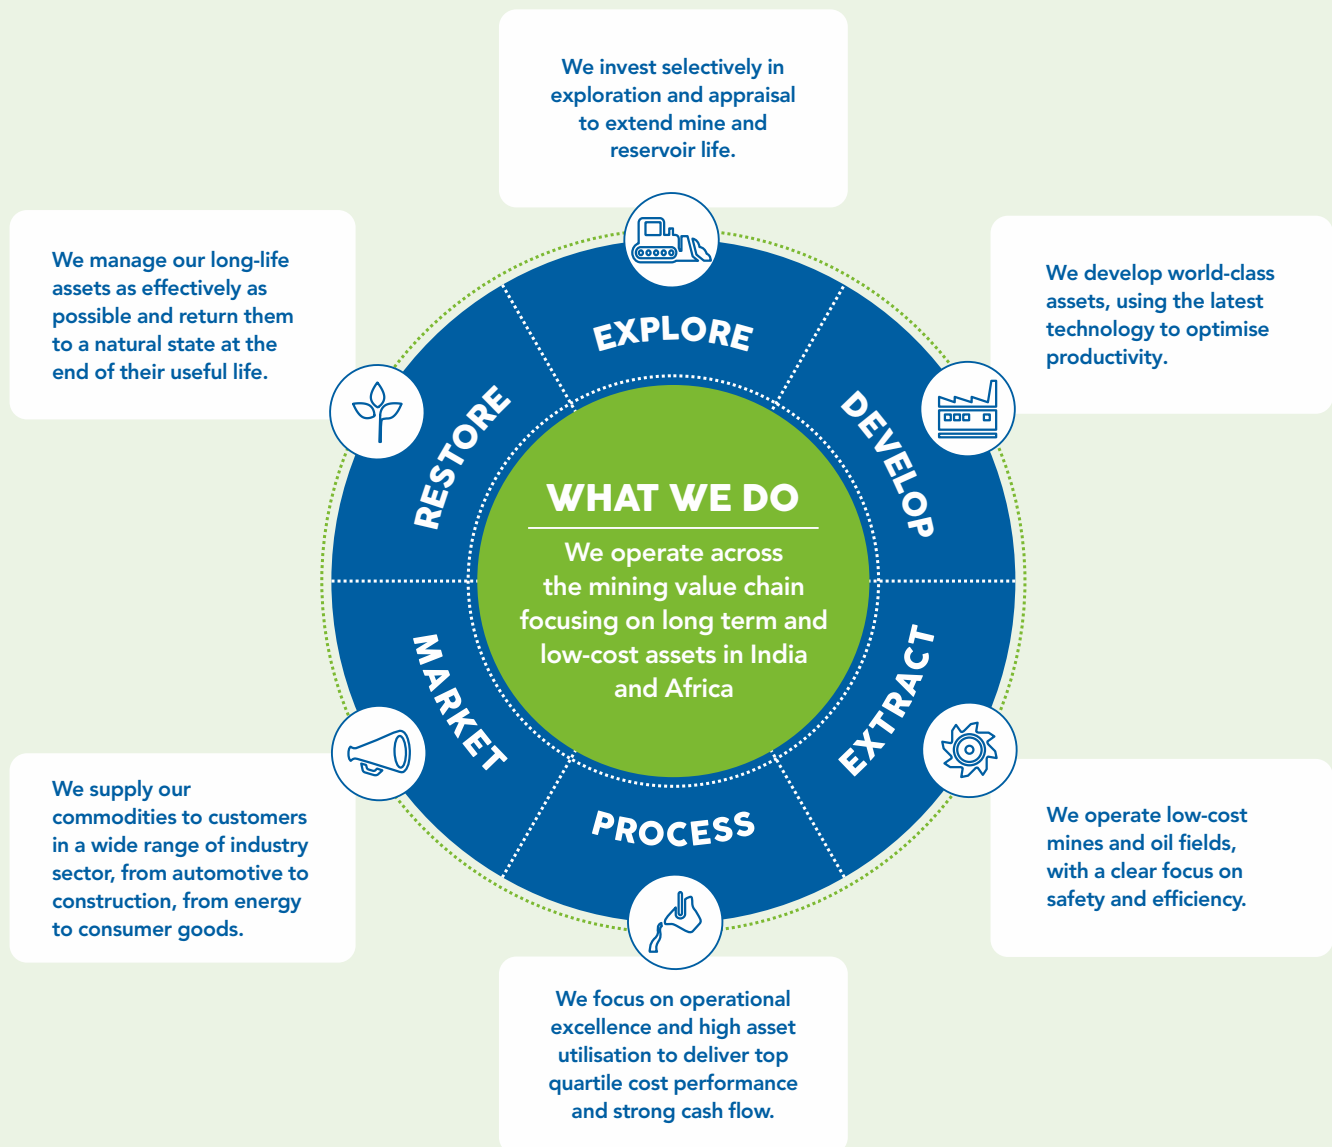 We invest selectively in
exploration and appraisal
to extend mine and
reservoir life.
EXPLORE
We develop world-class
assets, using the latest
technology to optimise
productivity.
DEVELOP
We operate low-cost
mines and oil fields,
with a clear focus on
safety and efficiency.
EXTRACT
We focus on operational
excellence and high asset
utilisation to deliver top
quartile cost performance
and strong cash flow.
PROCESS
We supply our
commodities to customers
in a wide range of industry
sector, from automotive to
construction, from energy
to consumer goods.
MARKET
We manage our long-life
assets as effectively as
possible and return them
to a natural state at the
end of their useful life.
RESTORE
WHAT WE DO
We operate across
the mining value chain
focusing on long term and
low-cost assets in India
and Africa